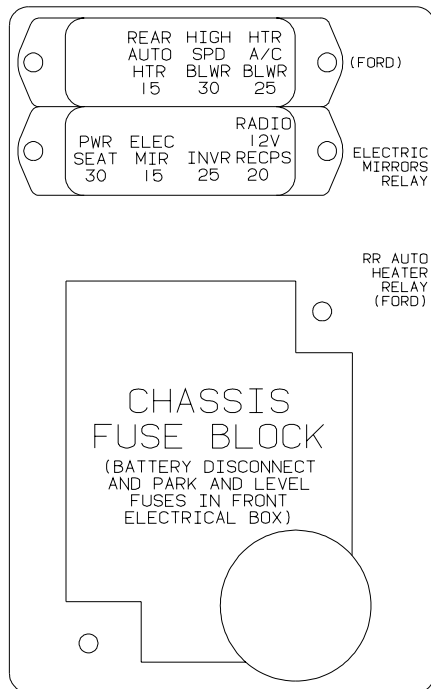 REAR HIGH HTR
AUTO SPD A/C
HTR BLWR BLWR
15 30 25
(FORD)
RADIO
PWR ELEC 12V
SEAT MIR INVR RECPS
30 15 25 20
ELECTRIC
MIRRORS
RELAY
RR AUTO
HEATER
RELAY
(FORD)
CHASSIS
FUSE BLOCK
(BATTERY DISCONNECT
AND PARK AND LEVEL
FUSES IN FRONT
ELECTRICAL BOX)